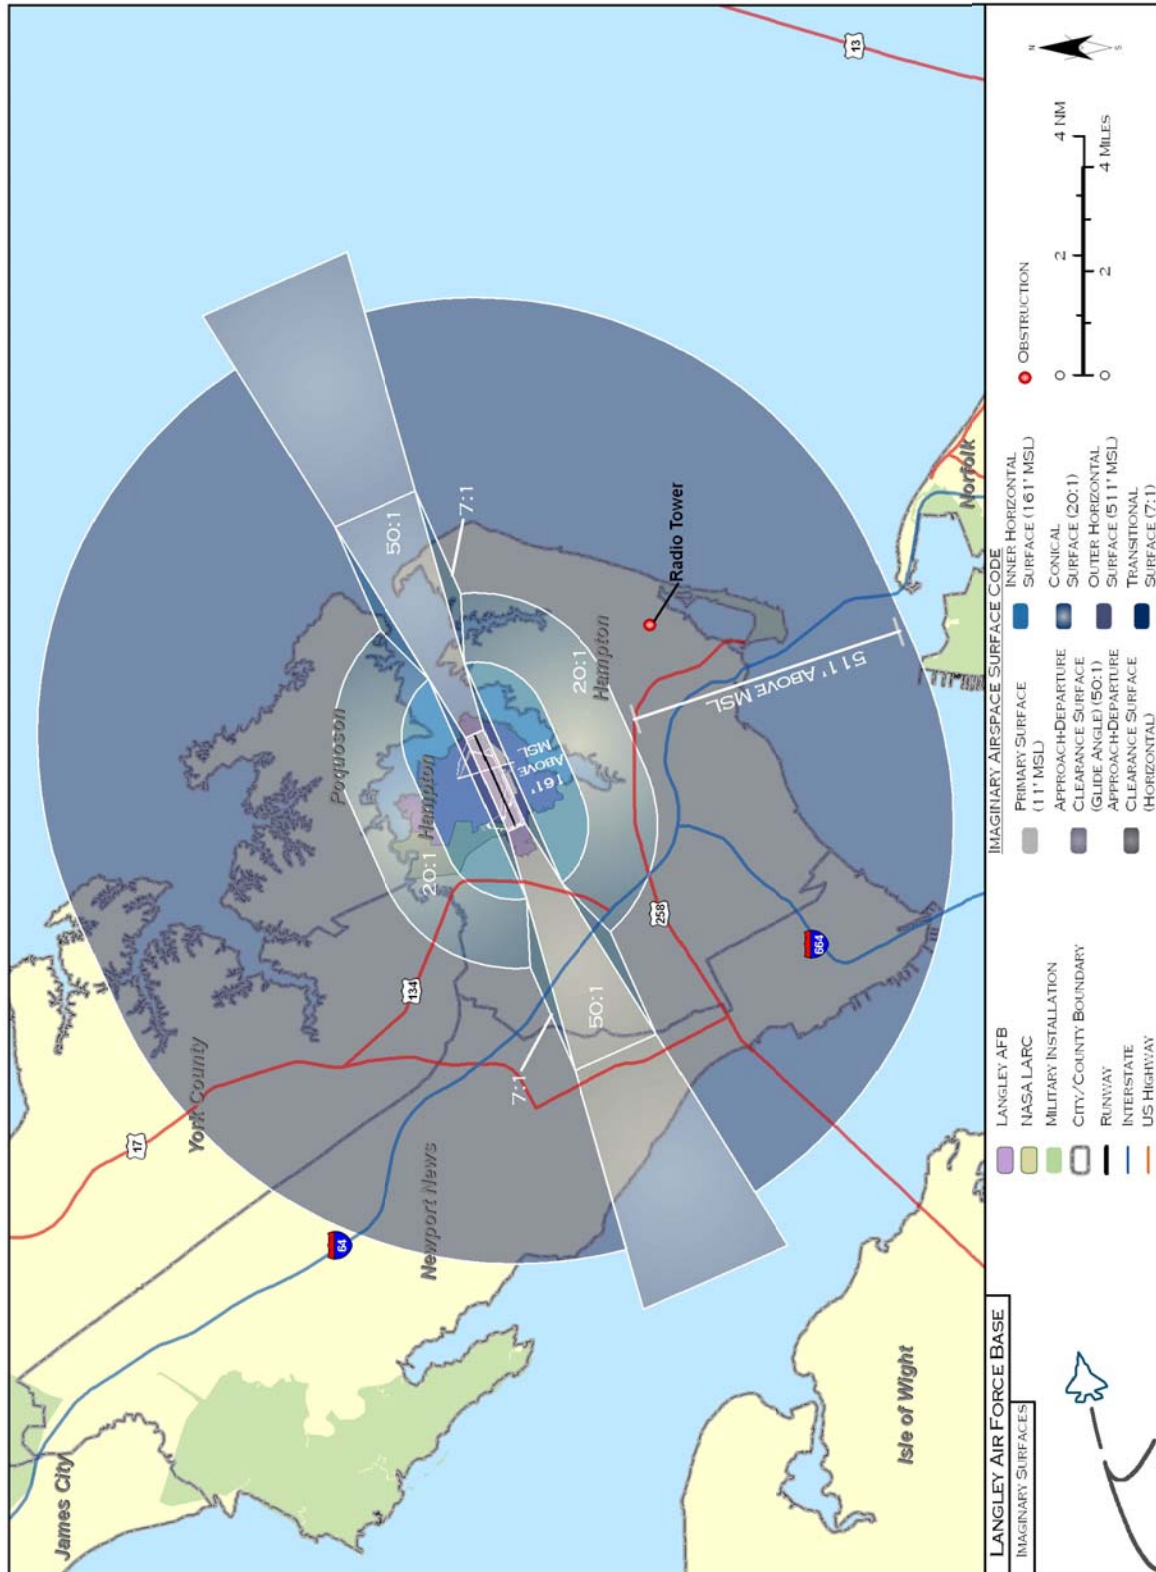 James City
York County
Newport News
Poquoson
Hampton
Hampton
Isle of Wight
Norfolk
64
17
134
258
664
13
20:1
20:1
50:1
50:1
7:1
7:1
161'
ABOVE
MSL
511' ABOVE MSL
Radio Tower
LANGLEY AIR FORCE BASE
IMAGINARY SURFACES
LANGLEY AFB
NASA LARC
MILITARY INSTALLATION
CITY/COUNTY BOUNDARY
RUNWAY
INTERSTATE
US HIGHWAY
IMAGINARY AIRSPACE SURFACE CODE
PRIMARY SURFACE
(11' MSL)
APPROACH-DEPARTURE
CLEARANCE SURFACE
(GLIDE ANGLE) (50:1)
APPROACH-DEPARTURE
CLEARANCE SURFACE
(HORIZONTAL)
INNER HORIZONTAL
SURFACE (161' MSL)
CONICAL
SURFACE (20:1)
OUTER HORIZONTAL
SURFACE (511' MSL)
TRANSITIONAL
SURFACE (7:1)
OBSTRUCTION
0 2 4 NM
0 2 4 MILES
N
S